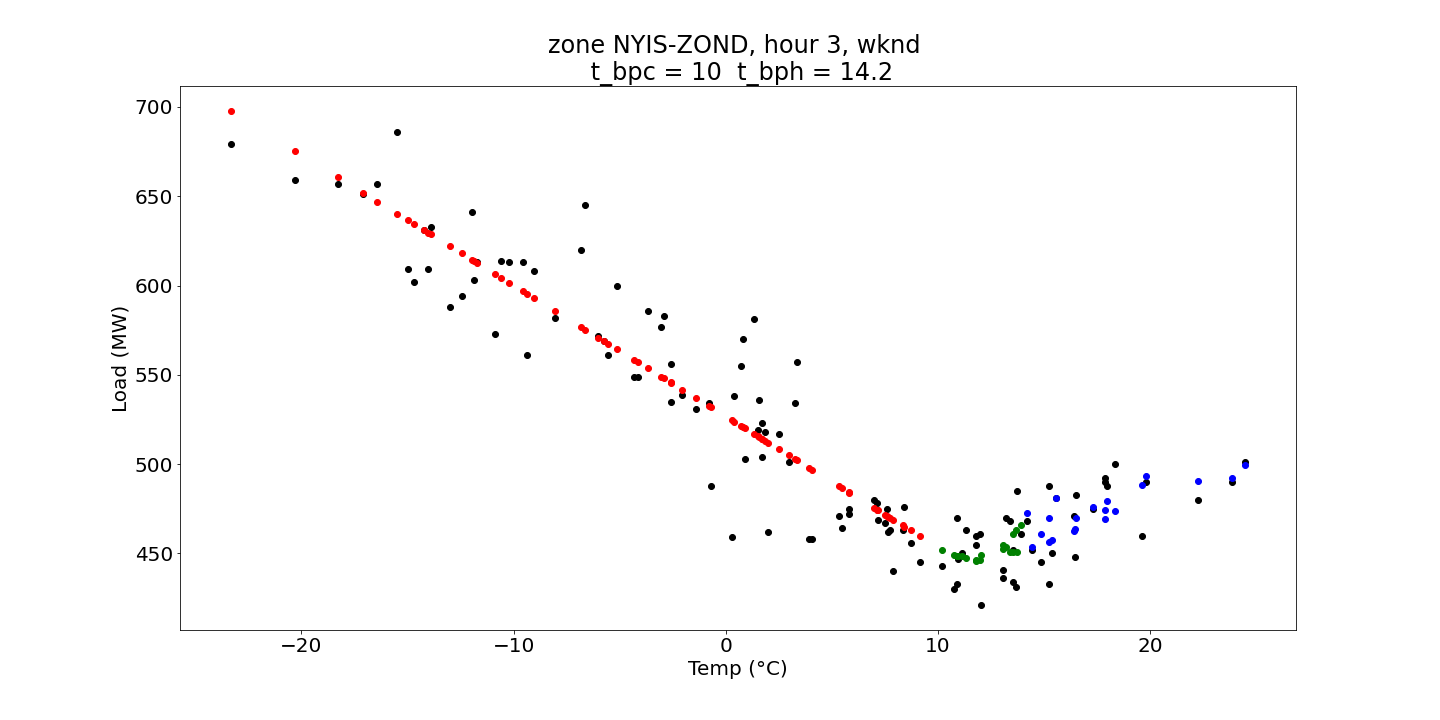 zone NYIS-ZOND, hour 3, wknd
t_bpc = 10 t_bph = 14.2
700
650
600
550
500
450
Load (MW)
−20 −10 0 10 20
Temp (°C)